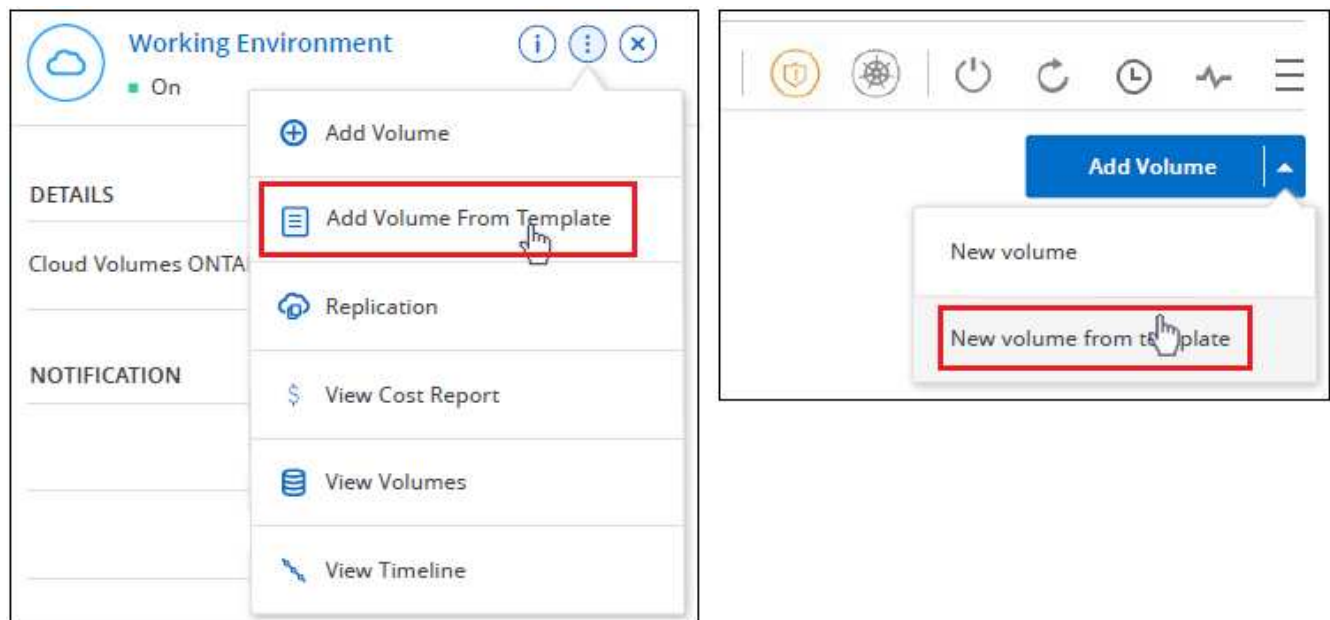 Working Environment
On
Add Volume
DETAILS
Add Volume From Template
Cloud Volumes ONTA
Replication
NOTIFICATION
View Cost Report
View Volumes
View Timeline
Add Volume
New volume
New volume from template